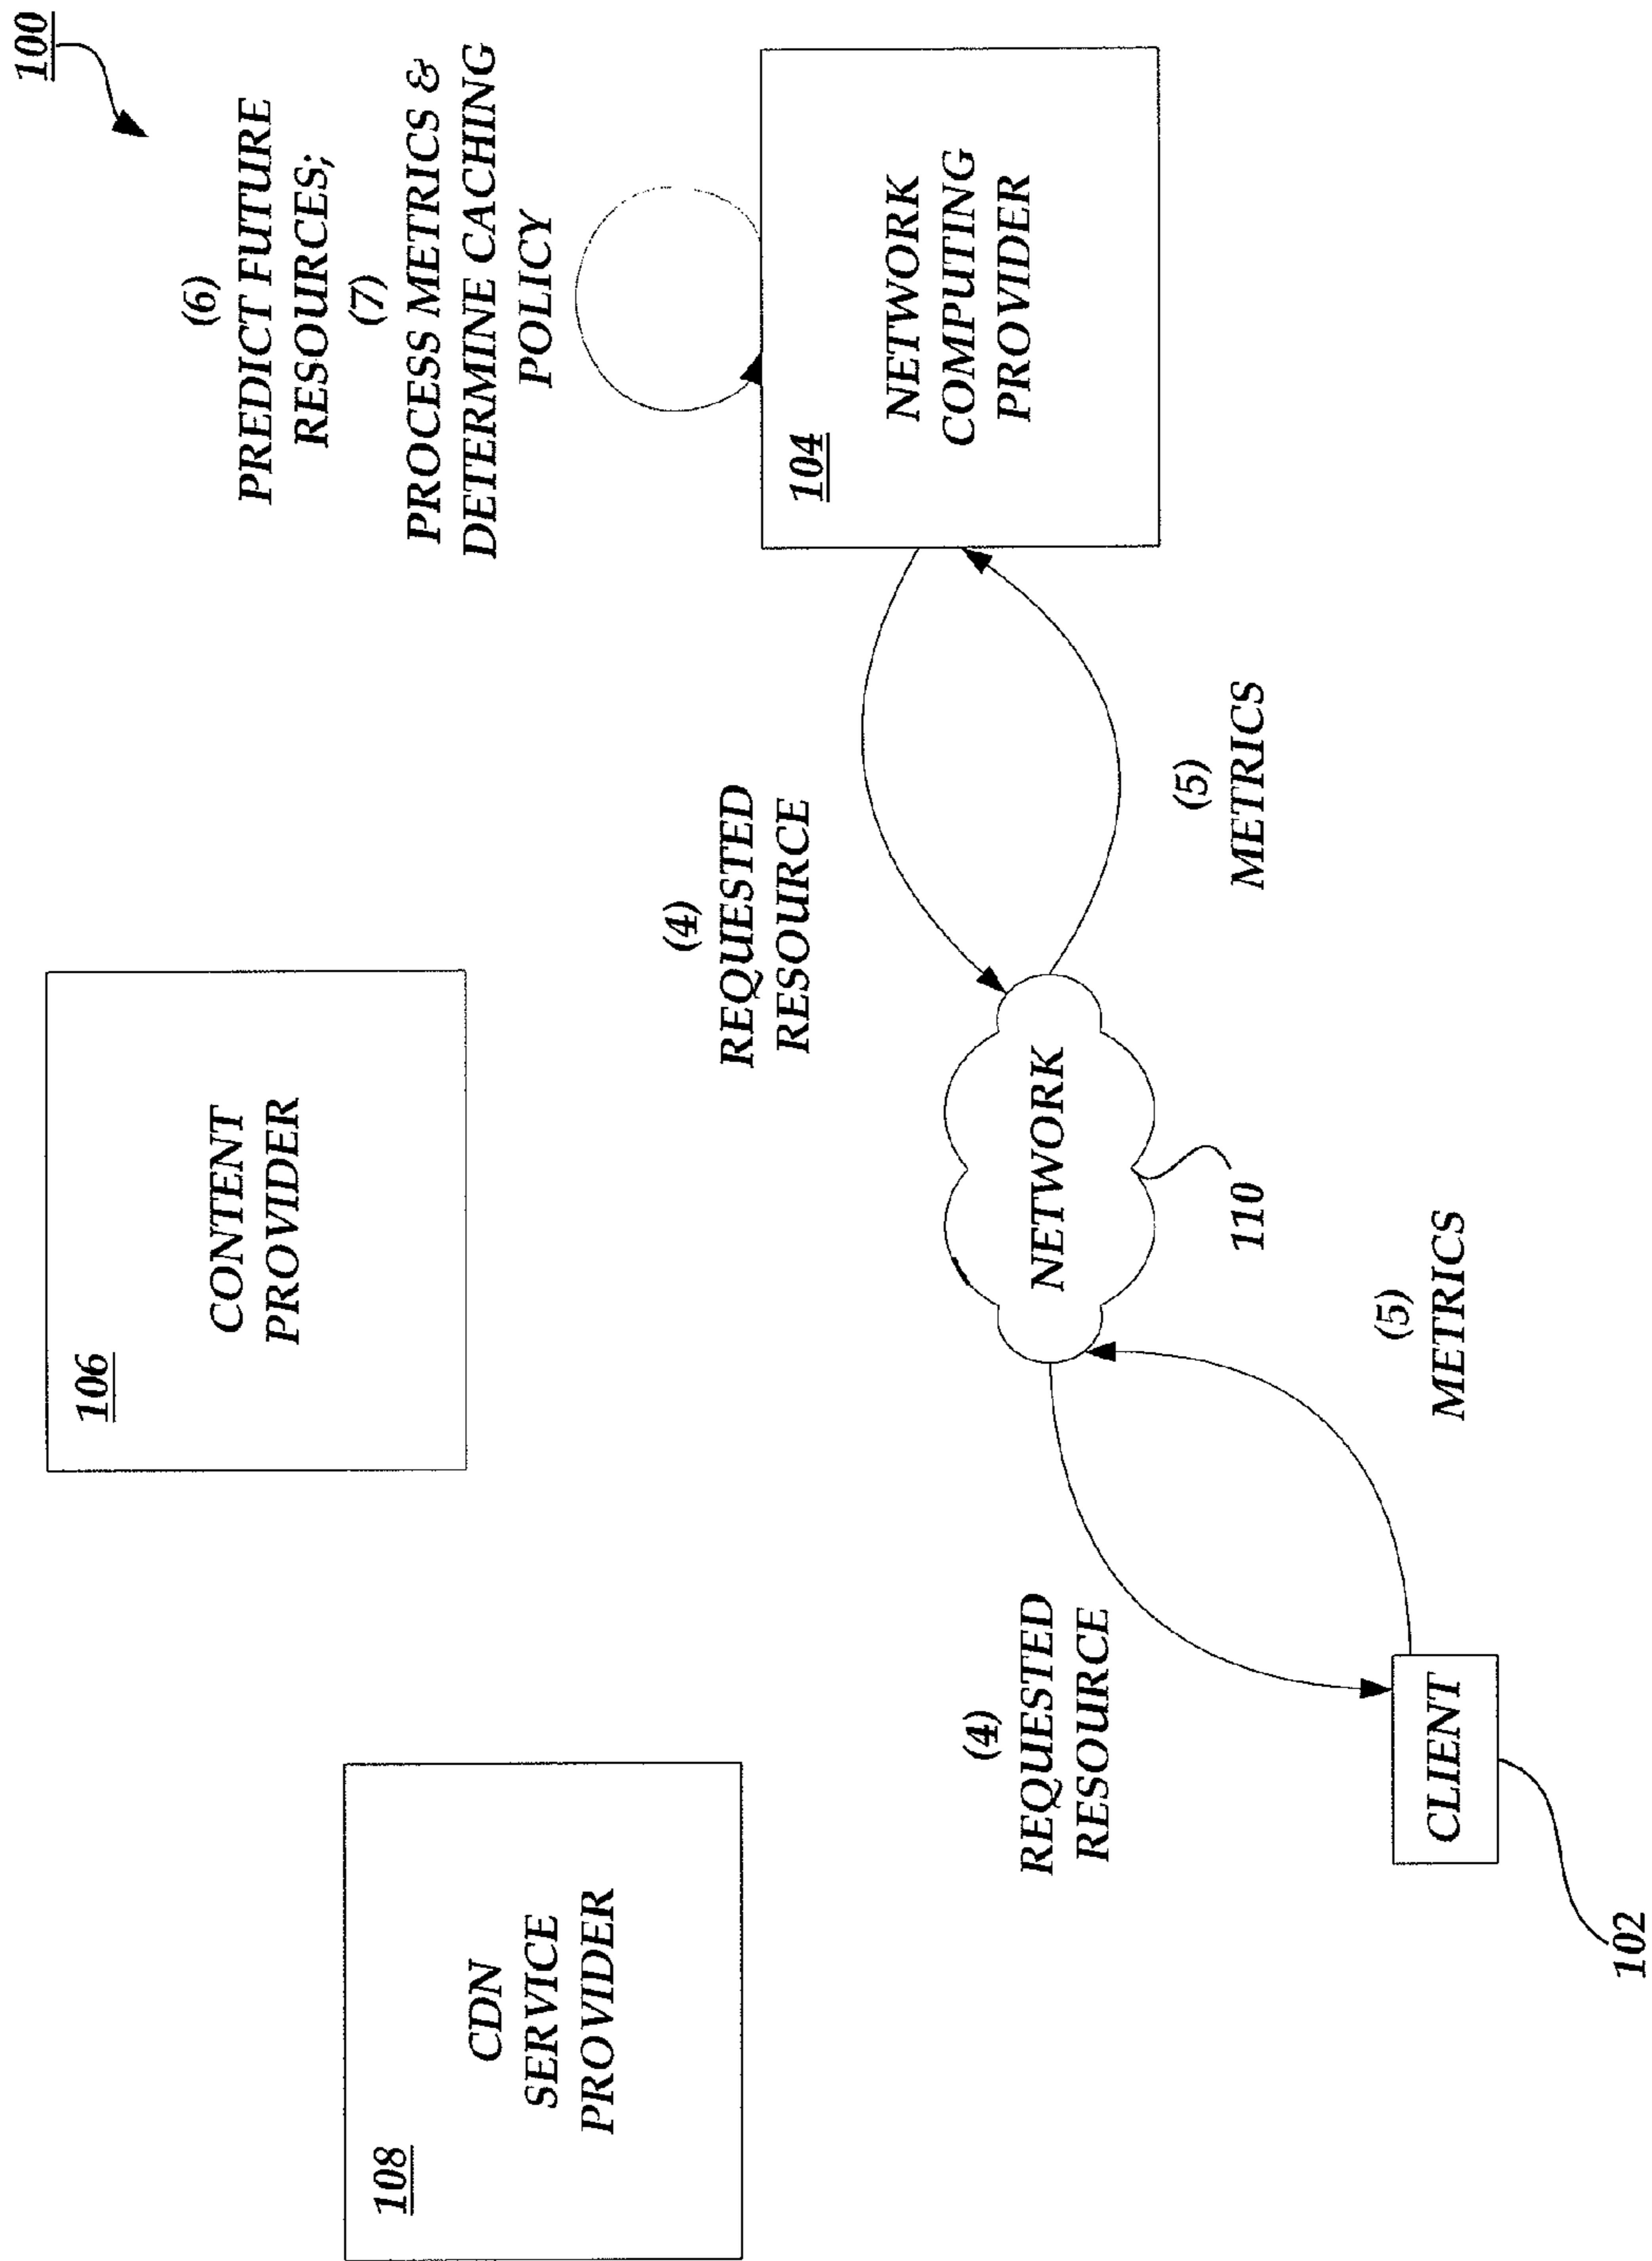 100
(6)
PREDICT FUTURE
RESOURCES;
(7)
PROCESS METRICS &
DETERMINE CACHING
POLICY
108
CDN
SERVICE
PROVIDER
106
CONTENT
PROVIDER
104
NETWORK
COMPUTING
PROVIDER
(4)
REQUESTED
RESOURCE
(5)
METRICS
NETWORK
110
(4)
REQUESTED
RESOURCE
(5)
METRICS
CLIENT
102